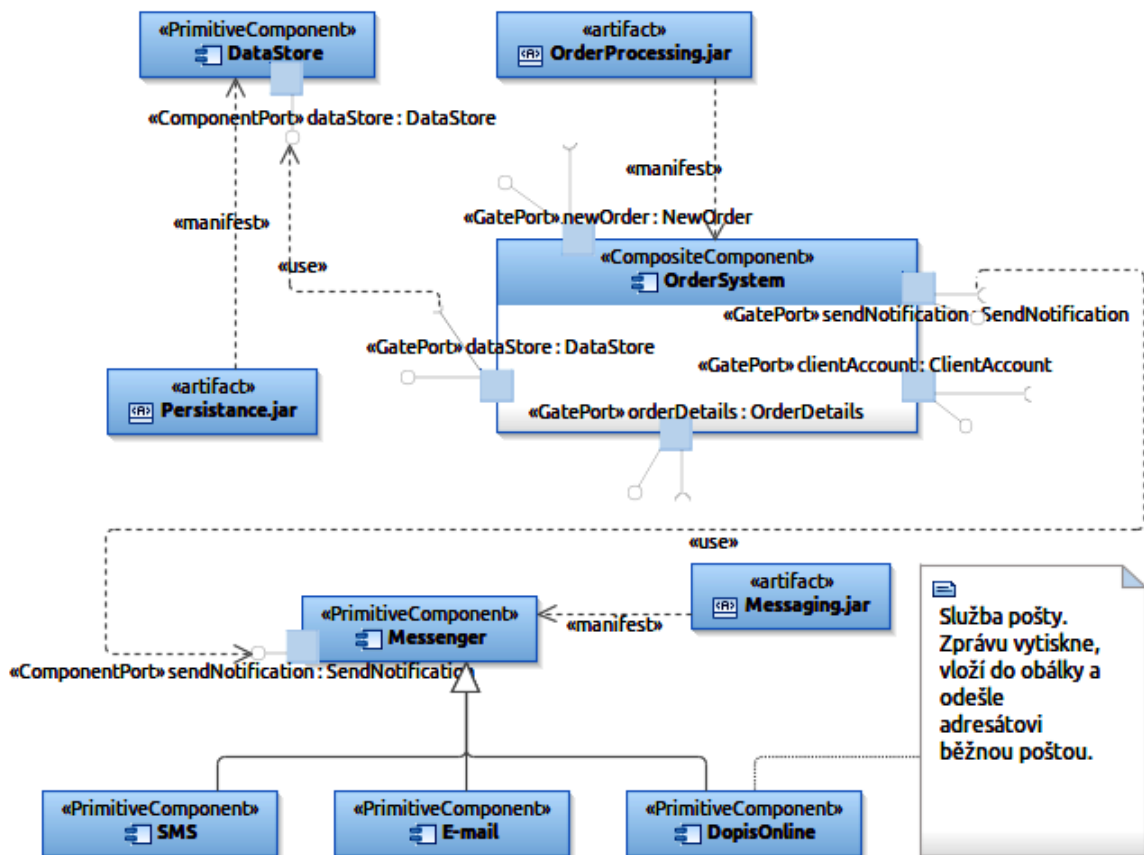 «PrimitiveComponent»
DataStore
«artifact»
OrderProcessing.jar
«ComponentPort» dataStore : DataStore
«manifest»
«manifest»
«GatePort» newOrder : NewOrder
«use»
«CompositeComponent»
OrderSystem
«GatePort» sendNotification : SendNotification
«GatePort» dataStore : DataStore
«GatePort» clientAccount : ClientAccount
«artifact»
Persistance.jar
«GatePort» orderDetails : OrderDetails
«use»
«artifact»
Messaging.jar
«PrimitiveComponent»
Messenger
«manifest»
«ComponentPort» sendNotification : SendNotification
Služba pošty.
Zprávu vytiskne,
vloží do obálky a
odešle
adresátovi
běžnou poštou.
«PrimitiveComponent»
SMS
«PrimitiveComponent»
E-mail
«PrimitiveComponent»
DopisOnline